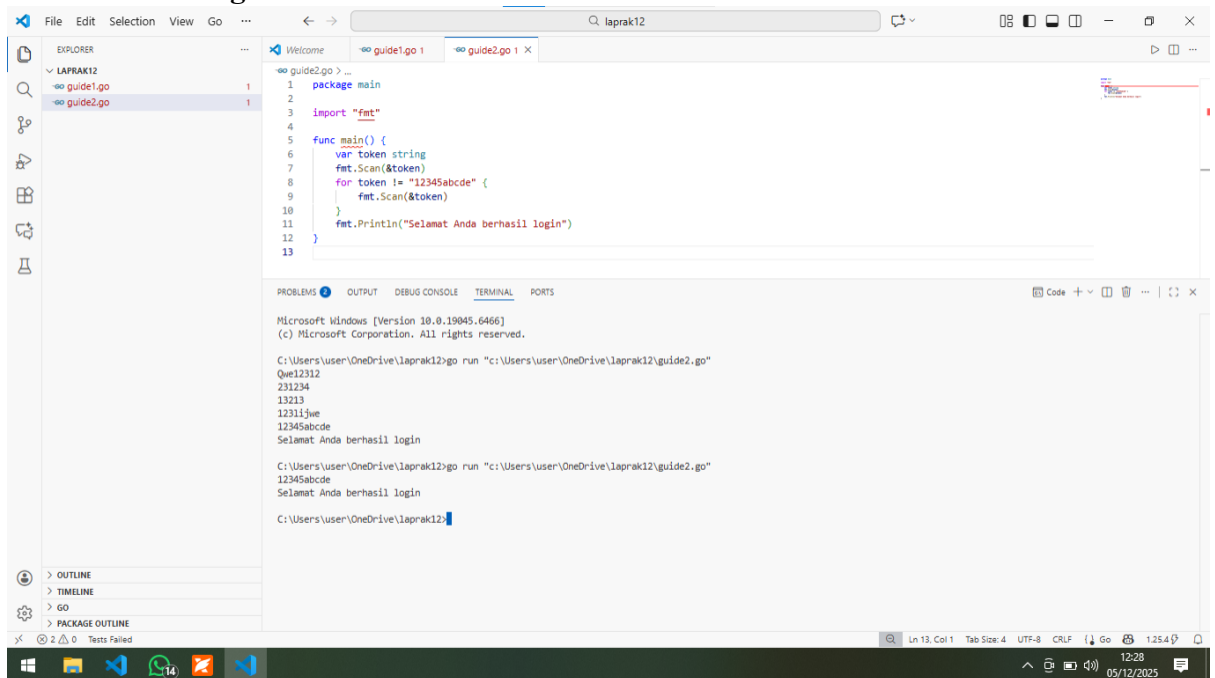 File Edit Selection View Go ···
laprak12
EXPLORER
LAPRAK12
guide1.go 1
guide2.go 1
Welcome
guide1.go 1
guide2.go 1
guide2.go > ...
1 package main
2
3 import "fmt"
4
5 func main() {
6 var token string
7 fmt.Scan(&token)
8 for token != "12345abcde" {
9 fmt.Scan(&token)
10 }
11 fmt.Println("Selamat Anda berhasil login")
12 }
13
PROBLEMS 2 OUTPUT DEBUG CONSOLE TERMINAL PORTS
Code
Microsoft Windows [Version 10.0.19045.6466]
(c) Microsoft Corporation. All rights reserved.
C:\Users\user\OneDrive\laprak12>go run "c:\Users\user\OneDrive\laprak12\guide2.go"
Qwe12312
231234
13213
1231ijwe
12345abcde
Selamat Anda berhasil login
C:\Users\user\OneDrive\laprak12>go run "c:\Users\user\OneDrive\laprak12\guide2.go"
12345abcde
Selamat Anda berhasil login
C:\Users\user\OneDrive\laprak12>
OUTLINE
TIMELINE
GO
PACKAGE OUTLINE
2 0 Tests Failed
Ln 13, Col 1 Tab Size: 4 UTF-8 CRLF Go 1.25.4
14
12:28
05/12/2025